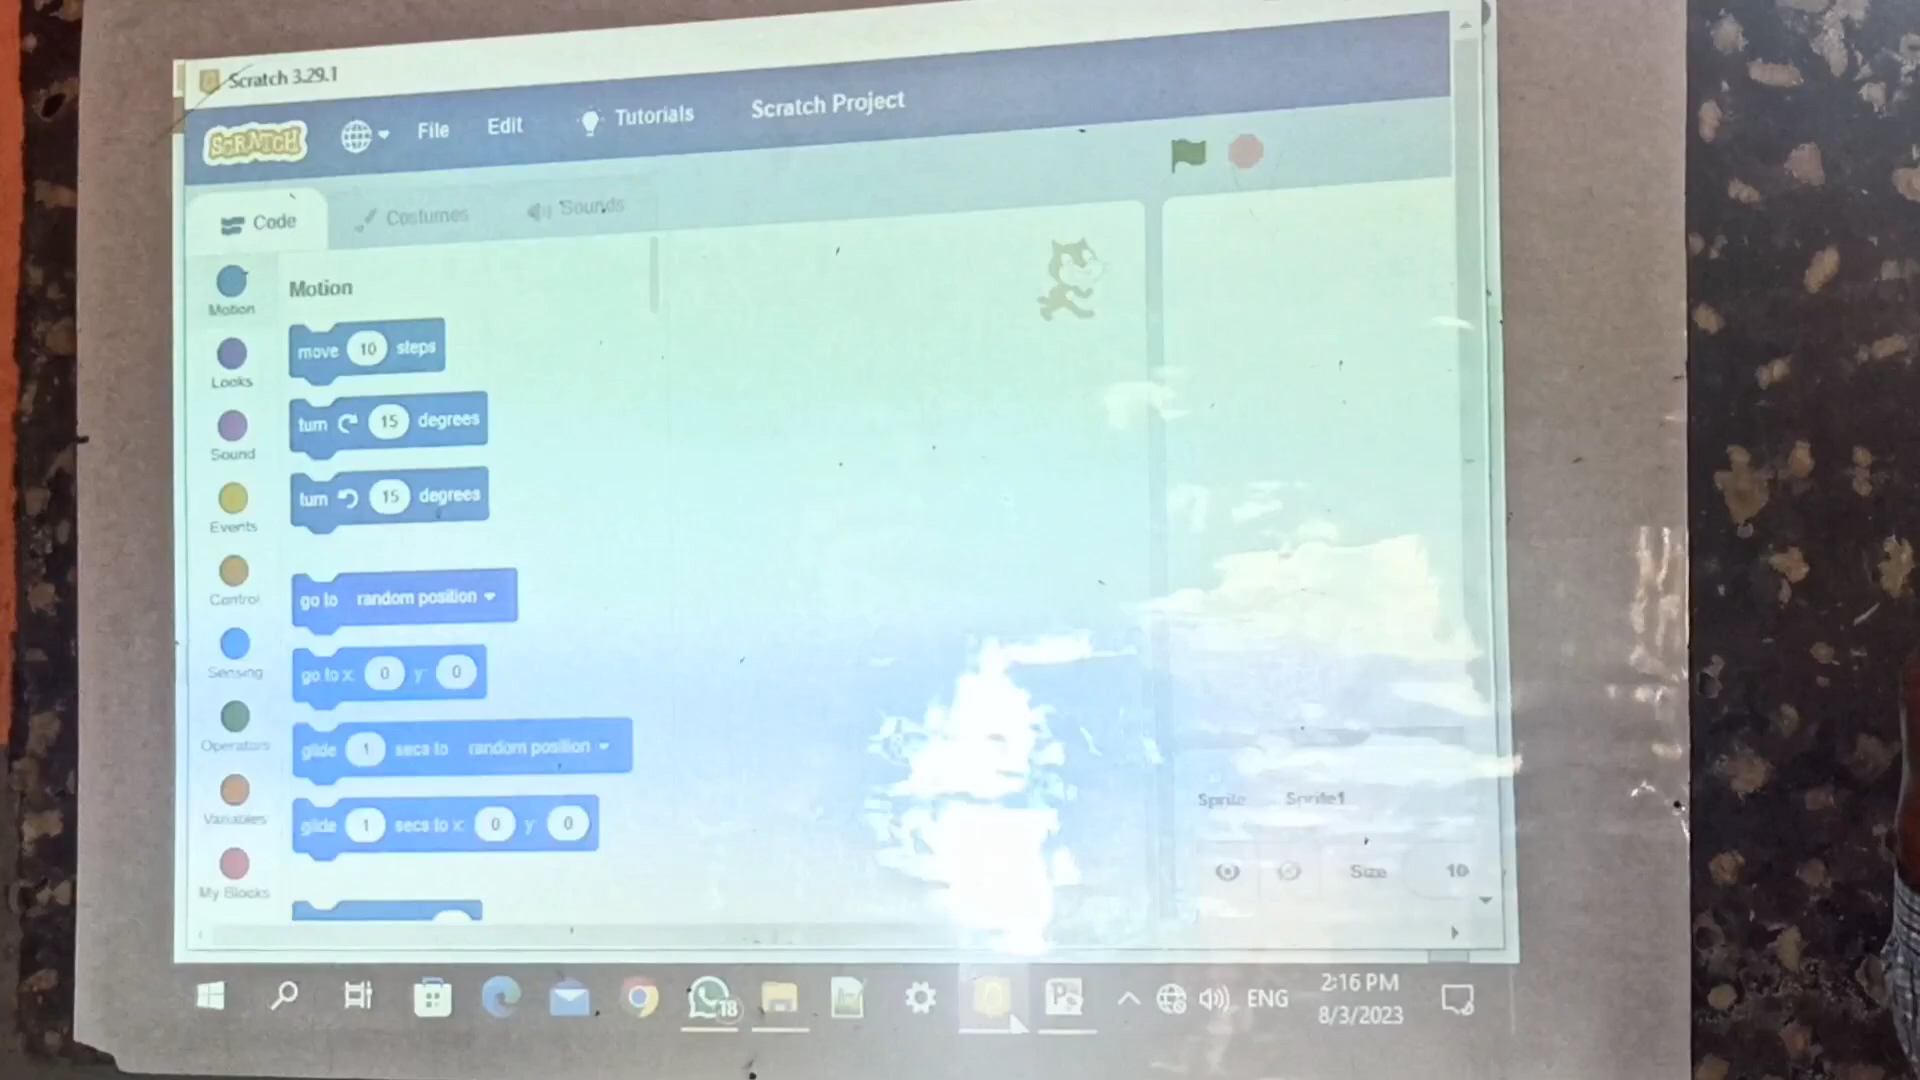 Scratch 3.29.1
SCRATCH File Edit Tutorials Scratch Project
Code Costumes Sounds
Motion
Looks
Sound
Events
Control
Sensing
Operators
Variables
My Blocks
Motion
move 10 steps
turn 15 degrees
turn 15 degrees
go to random position
go to x: 0 y: 0
glide 1 secs to random position
glide 1 secs to x: 0 y: 0
Sprite Sprite1
Size 10
18
ENG
2:16 PM
8/3/2023